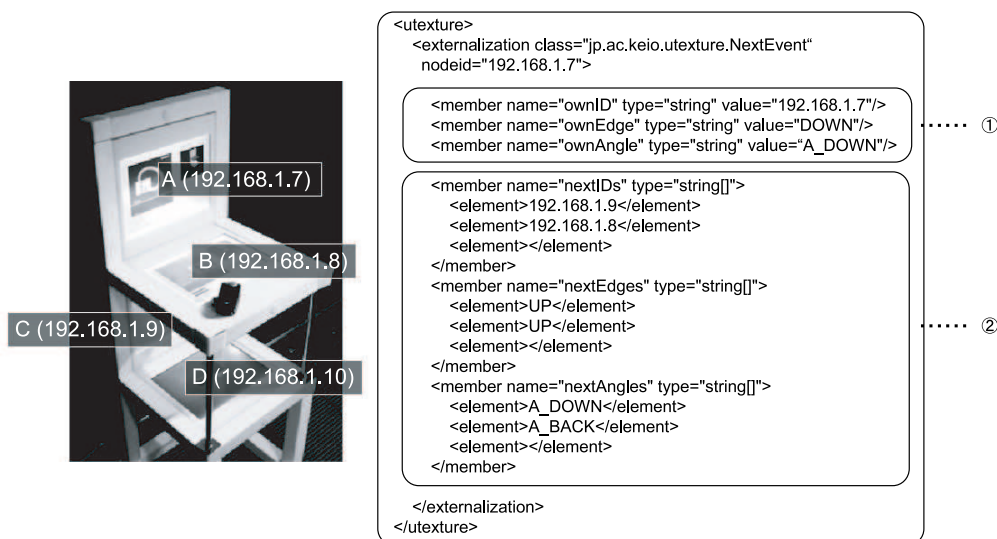 A (192.168.1.7)
B (192.168.1.8)
C (192.168.1.9)
D (192.168.1.10)
<utexture>
<externalization class="jp.ac.keio.utexture.NextEvent“
nodeid="192.168.1.7">
<member name="ownID" type="string" value="192.168.1.7"/>
<member name="ownEdge" type="string" value="DOWN"/>
<member name="ownAngle" type="string" value=“A_DOWN"/>
①
<member name="nextIDs" type="string[]">
<element>192.168.1.9</element>
<element>192.168.1.8</element>
<element></element>
</member>
<member name="nextEdges" type="string[]">
<element>UP</element>
<element>UP</element>
<element></element>
</member>
<member name="nextAngles" type="string[]">
<element>A_DOWN</element>
<element>A_BACK</element>
<element></element>
</member>
②
</externalization>
</utexture>